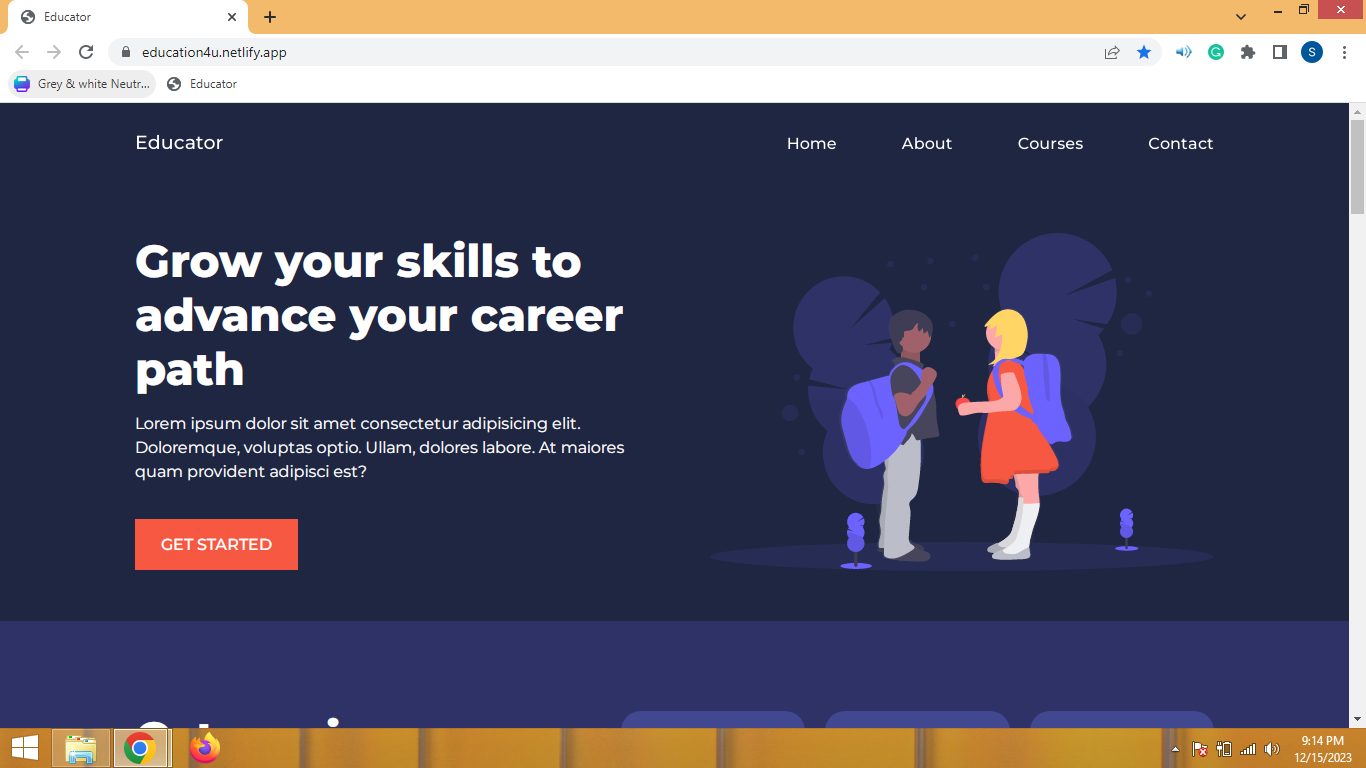 Educator
education4u.netlify.app
S
Grey & white Neutr...
Educator
Educator
Home
About
Courses
Contact
Grow your skills to
advance your career
path
Lorem ipsum dolor sit amet consectetur adipisicing elit.
Doloremque, voluptas optio. Ullam, dolores labore. At maiores
quam provident adipisci est?
GET STARTED
9:14 PM
12/15/2023